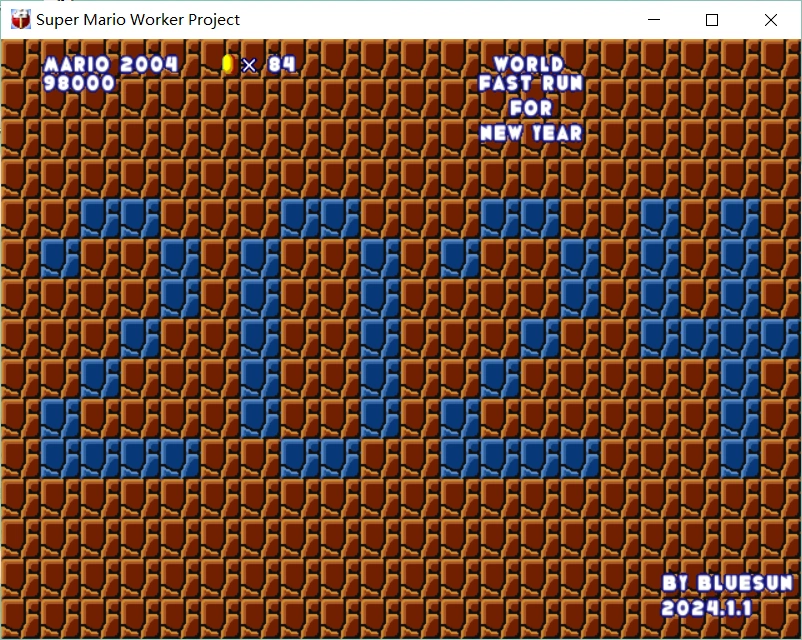 Super Mario Worker Project
MARIO 2004
98000
× 84
WORLD
FAST RUN
FOR
NEW YEAR
2024
BY BLUESUN
2024.1.1